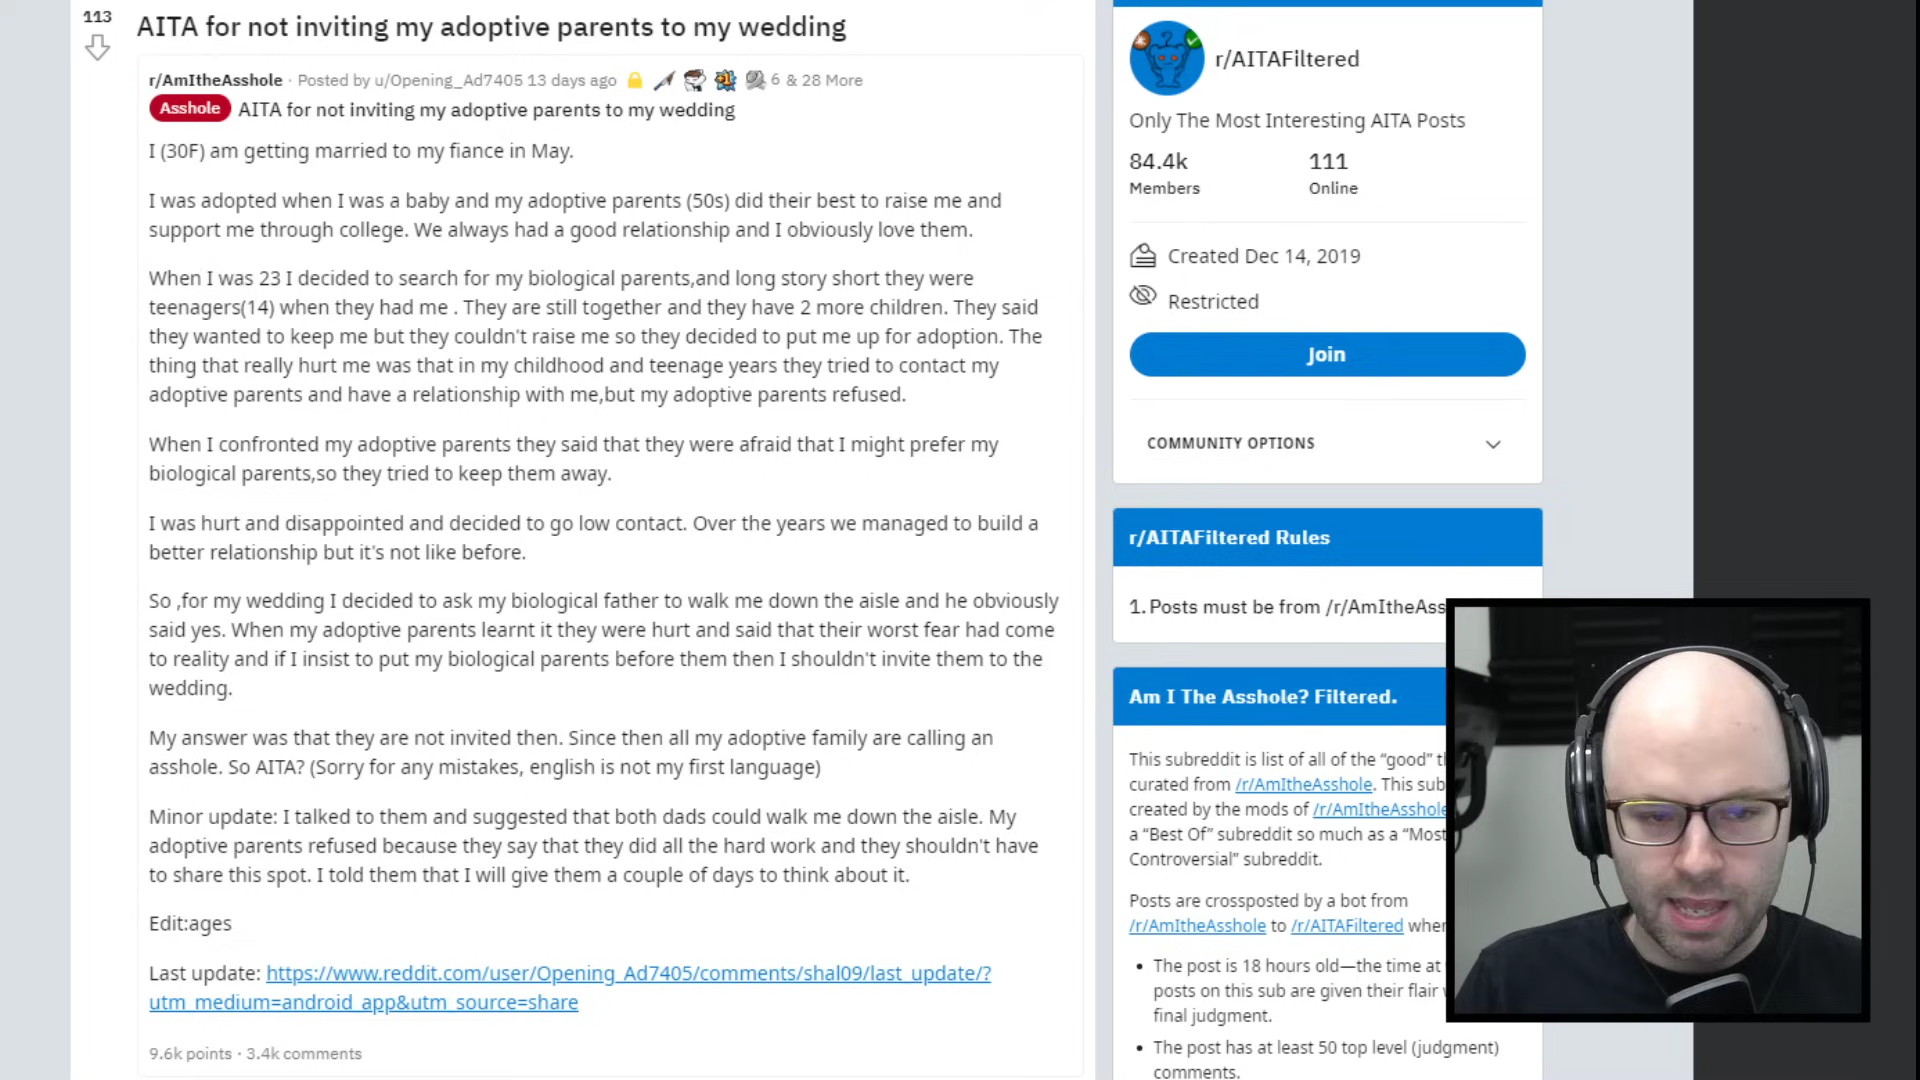 113
AITA for not inviting my adoptive parents to my wedding
r/AmItheAsshole · Posted by u/Opening_Ad7405 13 days ago 6 & 28 More
Asshole AITA for not inviting my adoptive parents to my wedding
I (30F) am getting married to my fiance in May.
I was adopted when I was a baby and my adoptive parents (50s) did their best to raise me and
support me through college. We always had a good relationship and I obviously love them.
When I was 23 I decided to search for my biological parents,and long story short they were
teenagers(14) when they had me . They are still together and they have 2 more children. They said
they wanted to keep me but they couldn't raise me so they decided to put me up for adoption. The
thing that really hurt me was that in my childhood and teenage years they tried to contact my
adoptive parents and have a relationship with me,but my adoptive parents refused.
When I confronted my adoptive parents they said that they were afraid that I might prefer my
biological parents,so they tried to keep them away.
I was hurt and disappointed and decided to go low contact. Over the years we managed to build a
better relationship but it's not like before.
So ,for my wedding I decided to ask my biological father to walk me down the aisle and he obviously
said yes. When my adoptive parents learnt it they were hurt and said that their worst fear had come
to reality and if I insist to put my biological parents before them then I shouldn't invite them to the
wedding.
My answer was that they are not invited then. Since then all my adoptive family are calling an
asshole. So AITA? (Sorry for any mistakes, english is not my first language)
Minor update: I talked to them and suggested that both dads could walk me down the aisle. My
adoptive parents refused because they say that they did all the hard work and they shouldn't have
to share this spot. I told them that I will give them a couple of days to think about it.
Edit:ages
Last update: https://www.reddit.com/user/Opening_Ad7405/comments/shal09/last_update/?
utm_medium=android_app&utm_source=share
9.6k points · 3.4k comments
r/AITAFiltered
Only The Most Interesting AITA Posts
84.4k 111
Members Online
Created Dec 14, 2019
Restricted
Join
COMMUNITY OPTIONS
r/AITAFiltered Rules
1. Posts must be from /r/AmItheAss
Am I The Asshole? Filtered.
This subreddit is list of all of the "good"
curated from /r/AmItheAsshole. This sub
created by the mods of /r/AmItheAsshole
a "Best Of" subreddit so much as a "Most
Controversial" subreddit.
Posts are crossposted by a bot from
/r/AmItheAsshole to /r/AITAFiltered
• The post is 18 hours old—the time at
posts on this sub are given their flair
final judgment.
• The post has at least 50 top level (judgment)
comments.